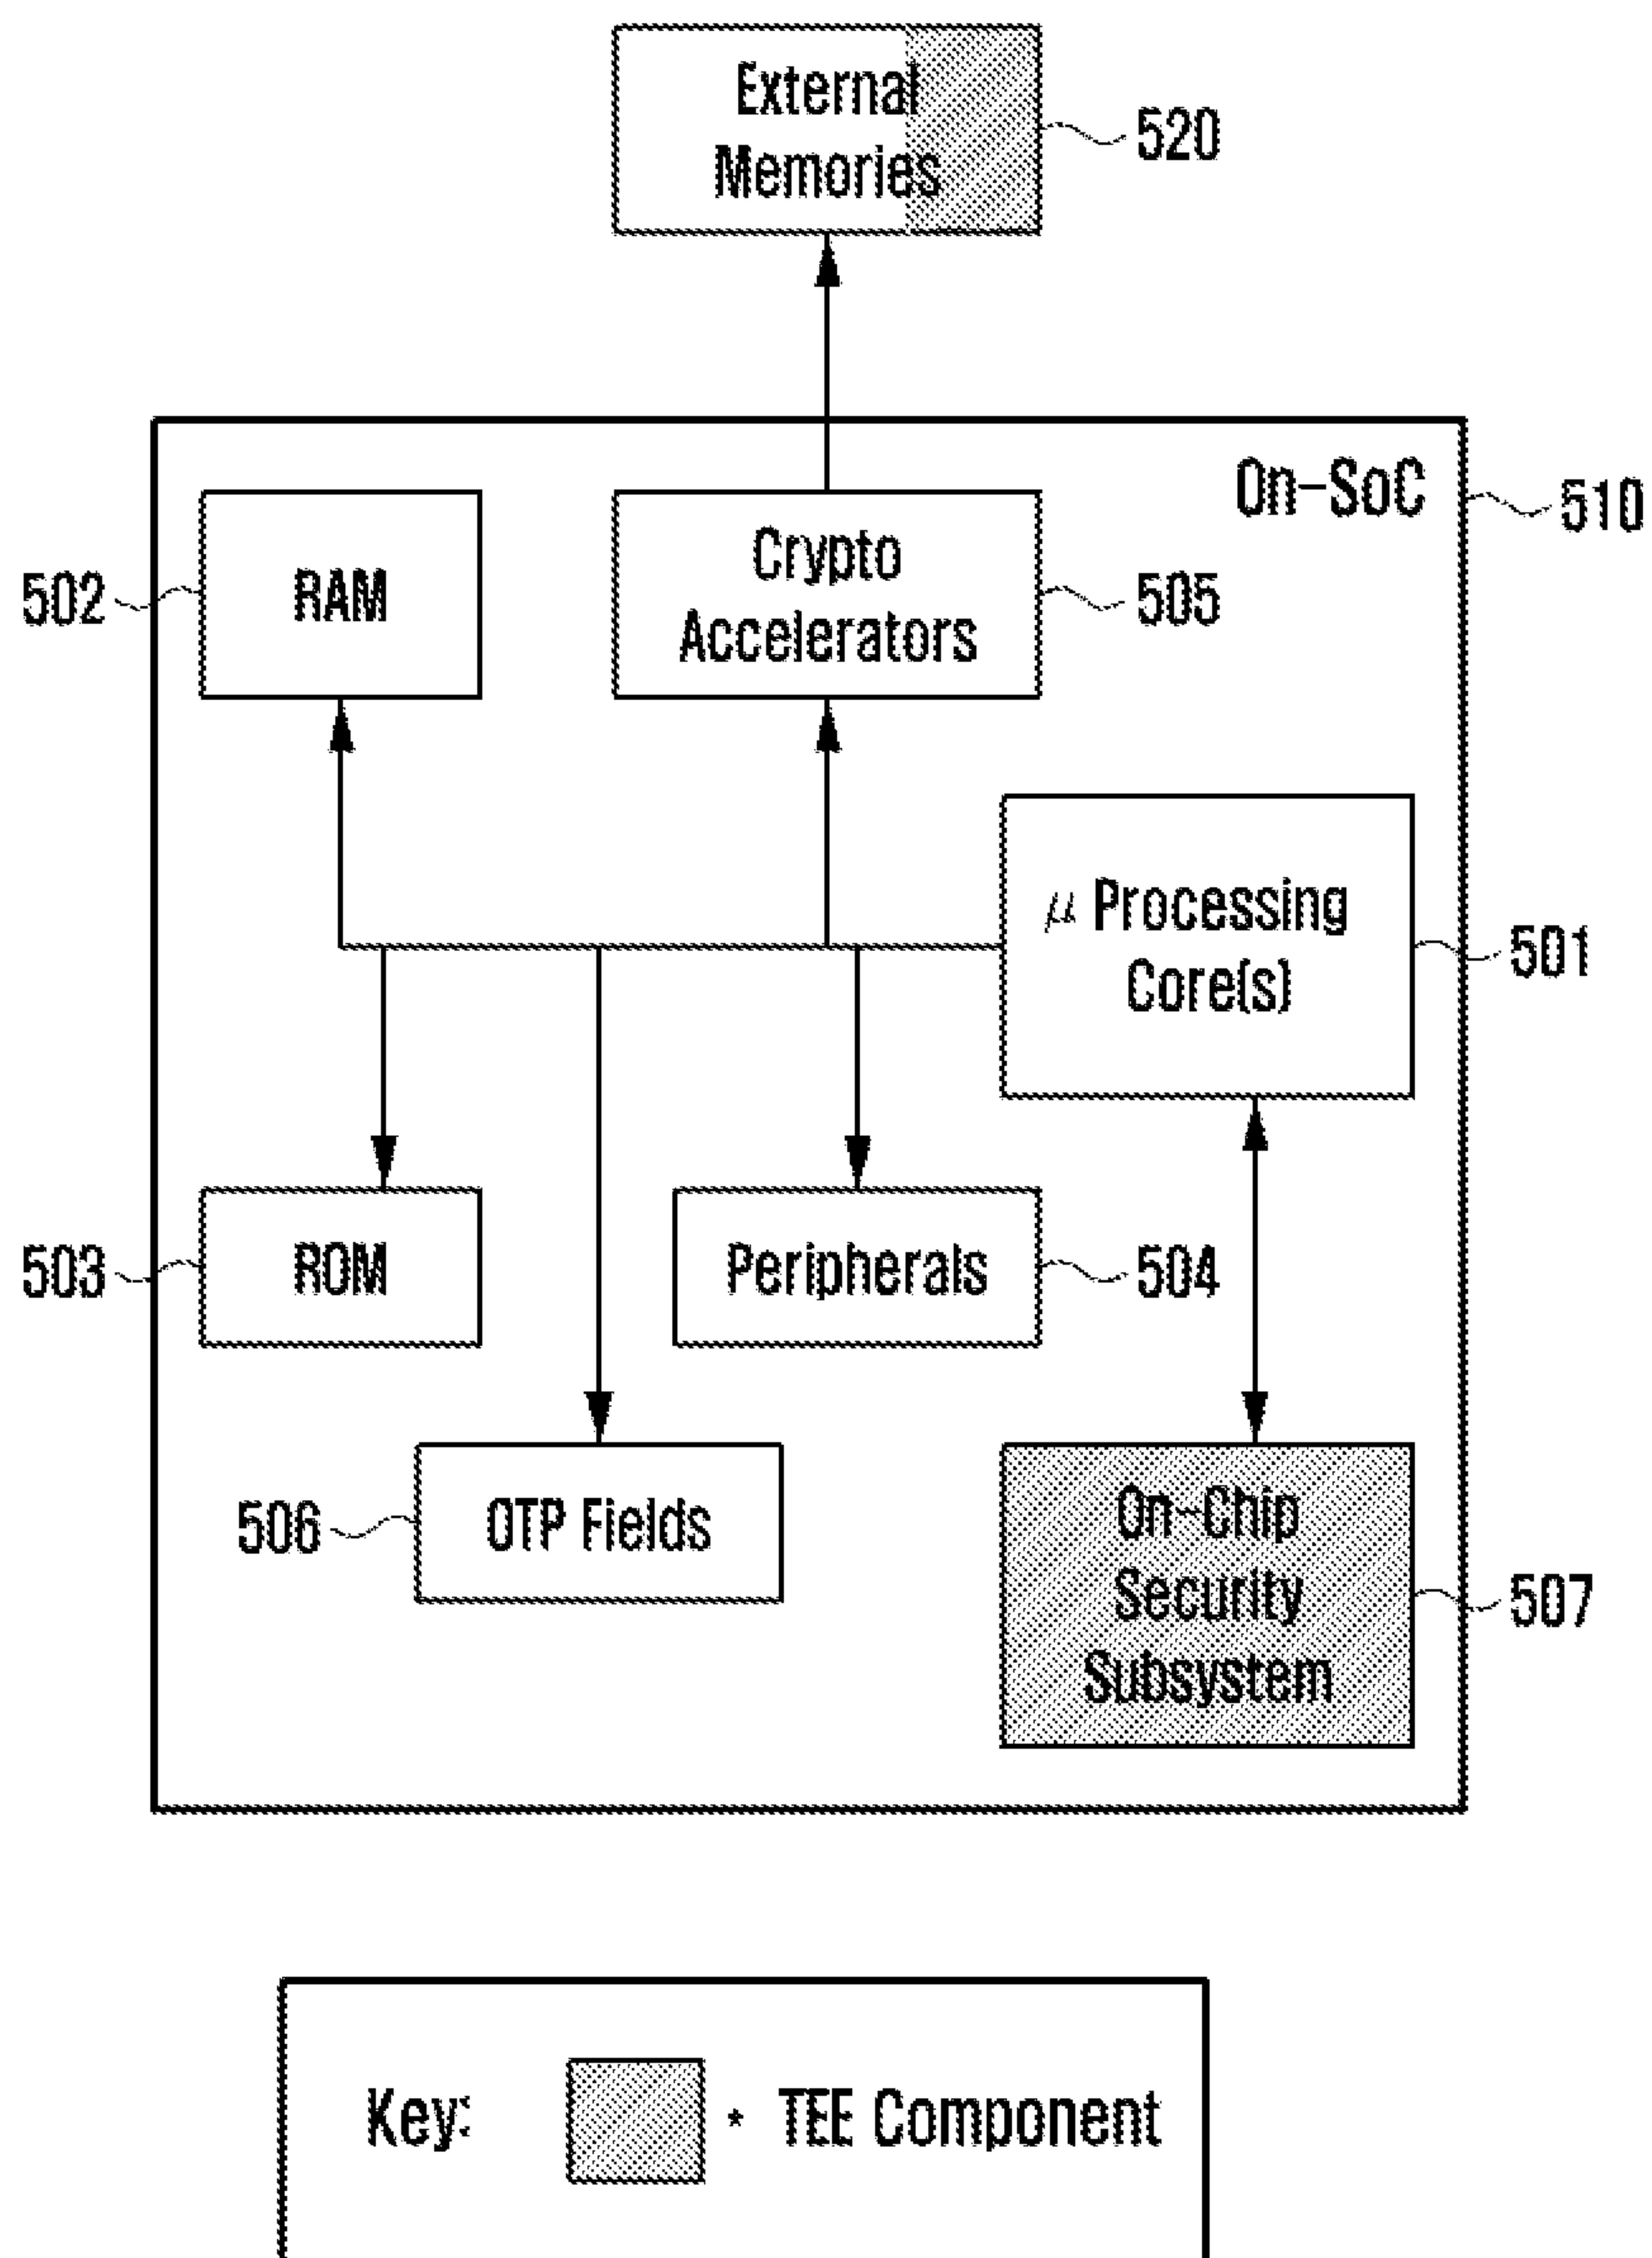 External
Memories
520
On-SoC
510
502
RAM
Crypto
Accelerators
505
μ Processing
Core(s)
501
503
ROM
Peripherals
504
506
OTP Fields
On-Chip
Security
Subsystem
507
Key:
* TEE Component